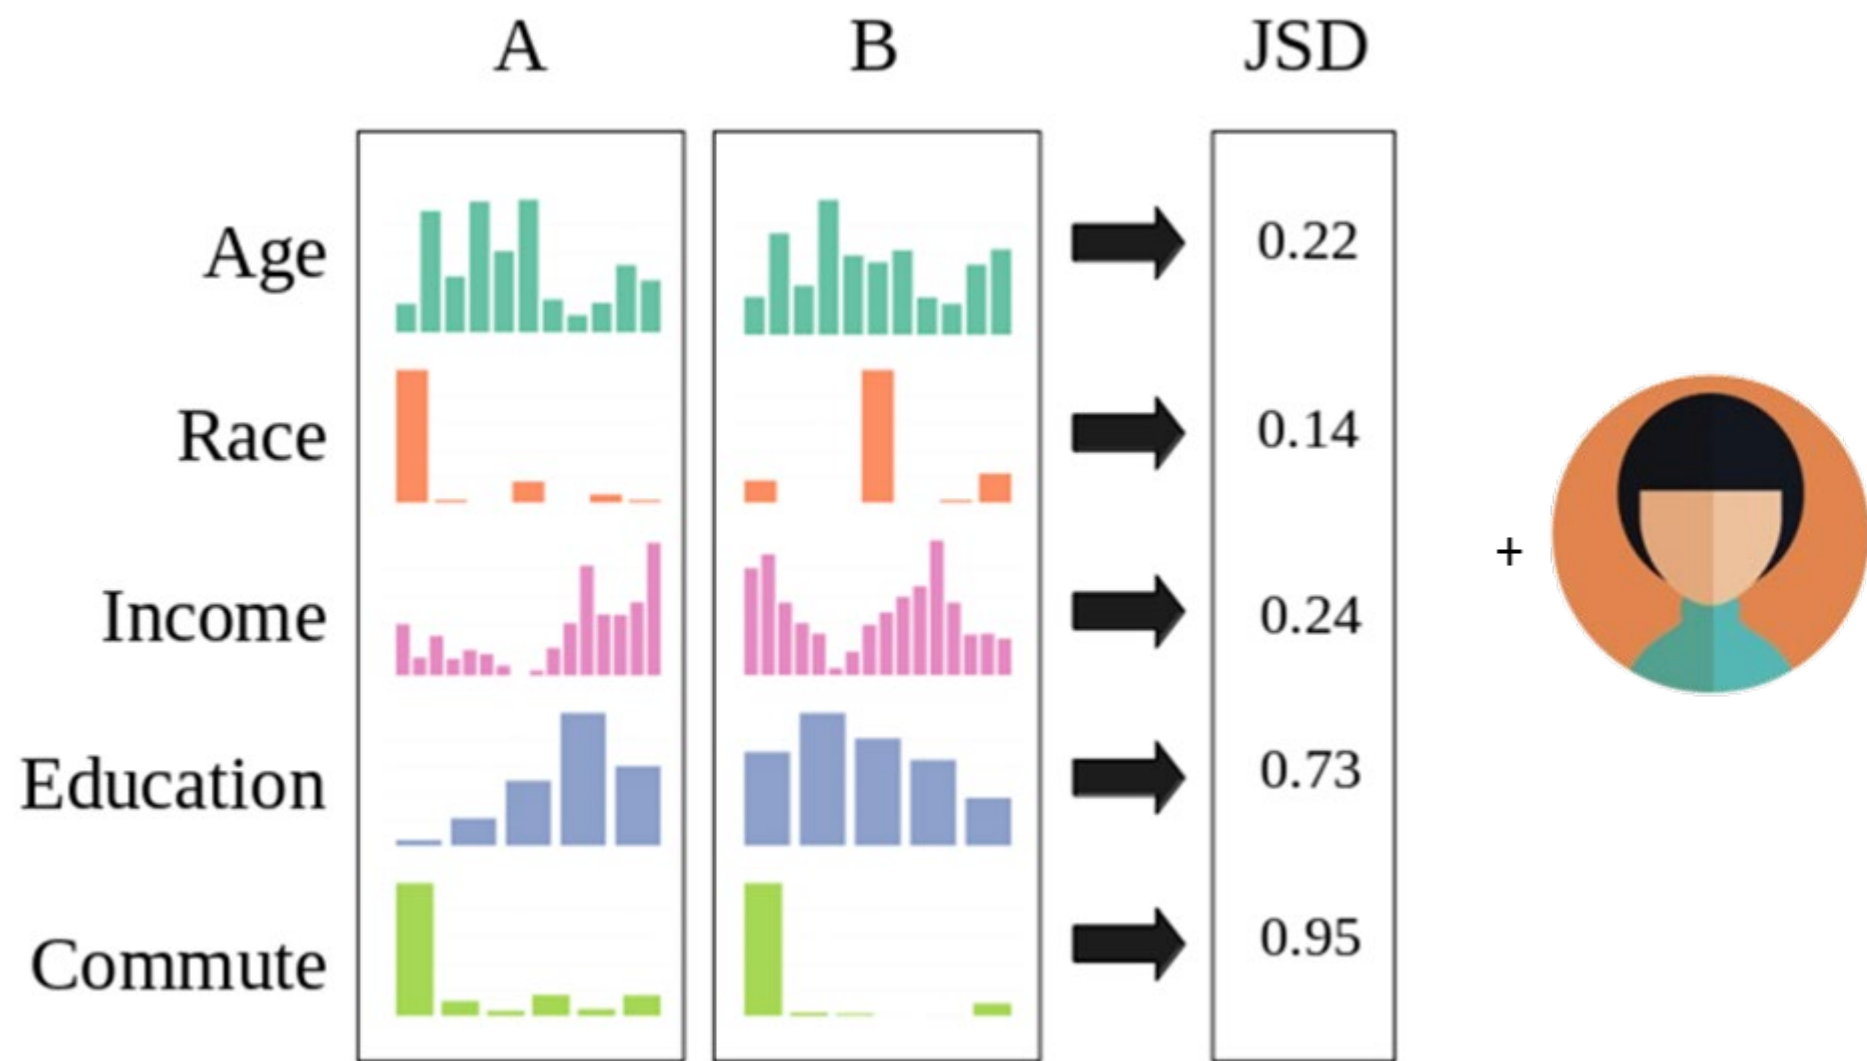 A B JSD
Age 0.22
Race 0.14
Income 0.24
+
Education 0.73
Commute 0.95